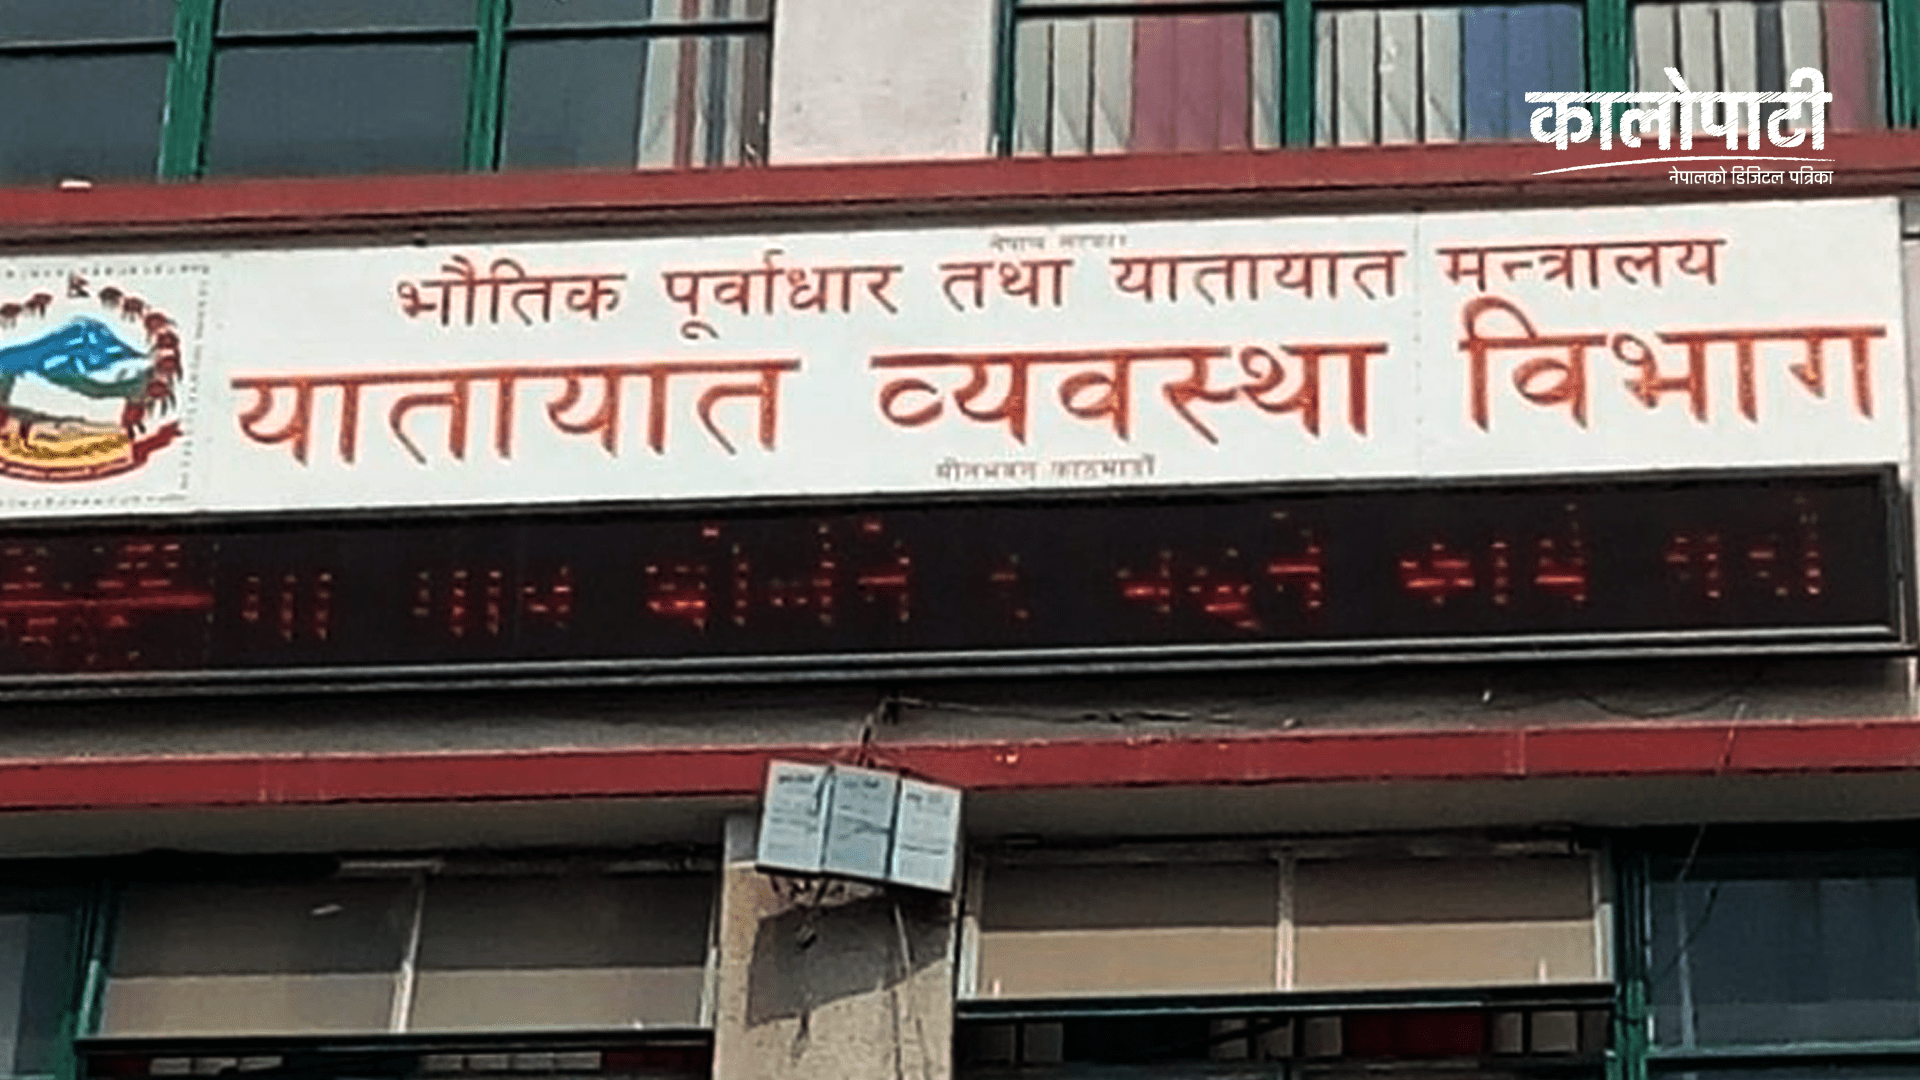 कालोपाटी
नेपालको डिजिटल पत्रिका
नेपाल सरकार
भौतिक पूर्वाधार तथा यातायात मन्त्रालय
यातायात व्यवस्था विभाग
मीनभवन काठमाडौं